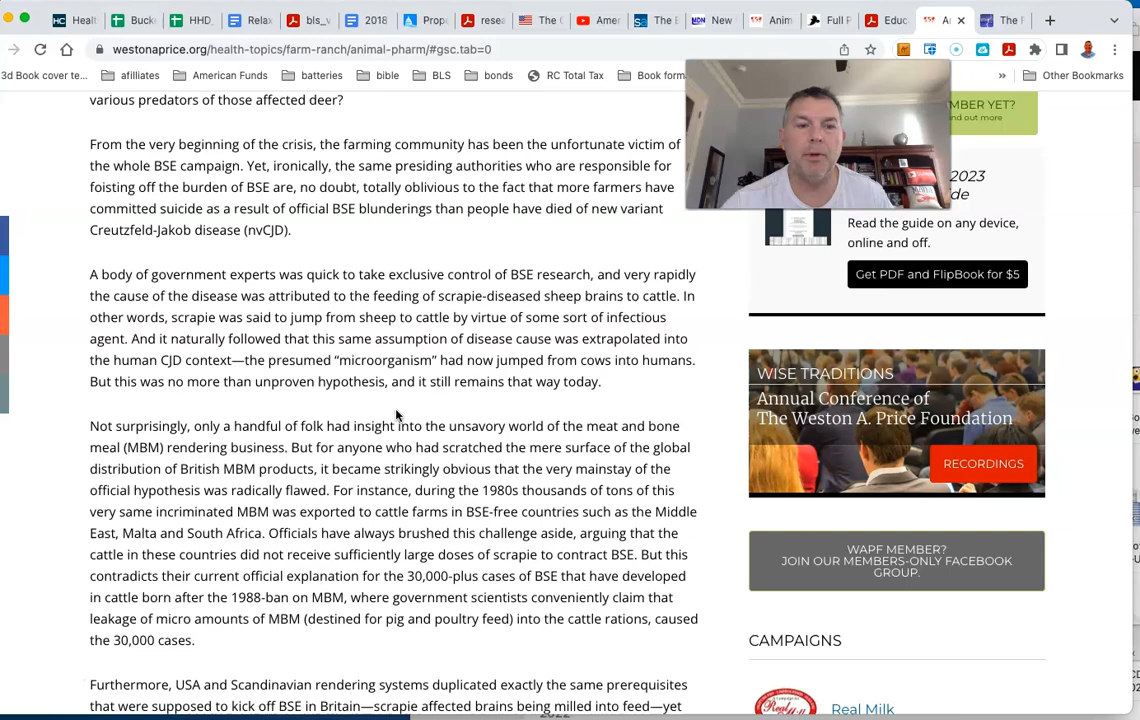 Healt
Bucke
HHD_
Relax
bls_v
2018
Propo
resea
The C
Amer
The E
New
Anim
Full P
Educ
Ar
The F
westonaprice.org/health-topics/farm-ranch/animal-pharm/#gsc.tab=0
3d Book cover te...
afilliates
American Funds
batteries
bible
BLS
bonds
RC Total Tax
Book form
»
Other Bookmarks
various predators of those affected deer?
From the very beginning of the crisis, the farming community has been the unfortunate victim of
the whole BSE campaign. Yet, ironically, the same presiding authorities who are responsible for
foisting off the burden of BSE are, no doubt, totally oblivious to the fact that more farmers have
committed suicide as a result of official BSE blunderings than people have died of new variant
Creutzfeld-Jakob disease (nvCJD).
A body of government experts was quick to take exclusive control of BSE research, and very rapidly
the cause of the disease was attributed to the feeding of scrapie-diseased sheep brains to cattle. In
other words, scrapie was said to jump from sheep to cattle by virtue of some sort of infectious
agent. And it naturally followed that this same assumption of disease cause was extrapolated into
the human CJD context—the presumed “microorganism” had now jumped from cows into humans.
But this was no more than unproven hypothesis, and it still remains that way today.
Not surprisingly, only a handful of folk had insight into the unsavory world of the meat and bone
meal (MBM) rendering business. But for anyone who had scratched the mere surface of the global
distribution of British MBM products, it became strikingly obvious that the very mainstay of the
official hypothesis was radically flawed. For instance, during the 1980s thousands of tons of this
very same incriminated MBM was exported to cattle farms in BSE-free countries such as the Middle
East, Malta and South Africa. Officials have always brushed this challenge aside, arguing that the
cattle in these countries did not receive sufficiently large doses of scrapie to contract BSE. But this
contradicts their current official explanation for the 30,000-plus cases of BSE that have developed
in cattle born after the 1988-ban on MBM, where government scientists conveniently claim that
leakage of micro amounts of MBM (destined for pig and poultry feed) into the cattle rations, caused
the 30,000 cases.
Furthermore, USA and Scandinavian rendering systems duplicated exactly the same prerequisites
that were supposed to kick off BSE in Britain—scrapie affected brains being milled into feed—yet
MBER YET?
nd out more
2023
de
Read the guide on any device,
online and off.
Get PDF and FlipBook for $5
WISE TRADITIONS
Annual Conference of
The Weston A. Price Foundation
RECORDINGS
WAPF MEMBER?
JOIN OUR MEMBERS-ONLY FACEBOOK
GROUP.
CAMPAIGNS
Real Milk